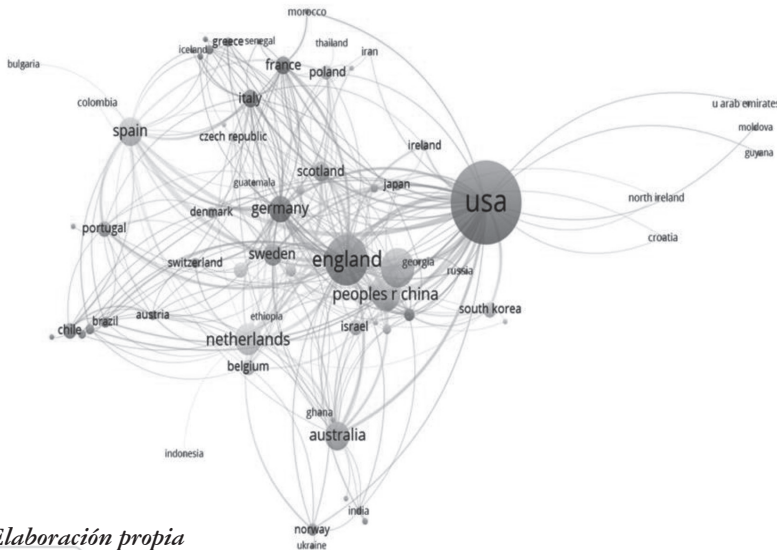 morocco
greece senegal
thailand
iceland
iran
bulgaria
france
poland
colombia
italy
u arab emirates
spain
czech republic
moldova
ireland
guyana
scotland
guatemala
japan
usa
north ireland
denmark
germany
portugal
croatia
sweden
england
switzerland
georgia
russia
peoples r china
austria
ethiopia
south korea
chile
brazil
israel
netherlands
belgium
ghana
australia
indonesia
india
norway
ukraine
Elaboración propia